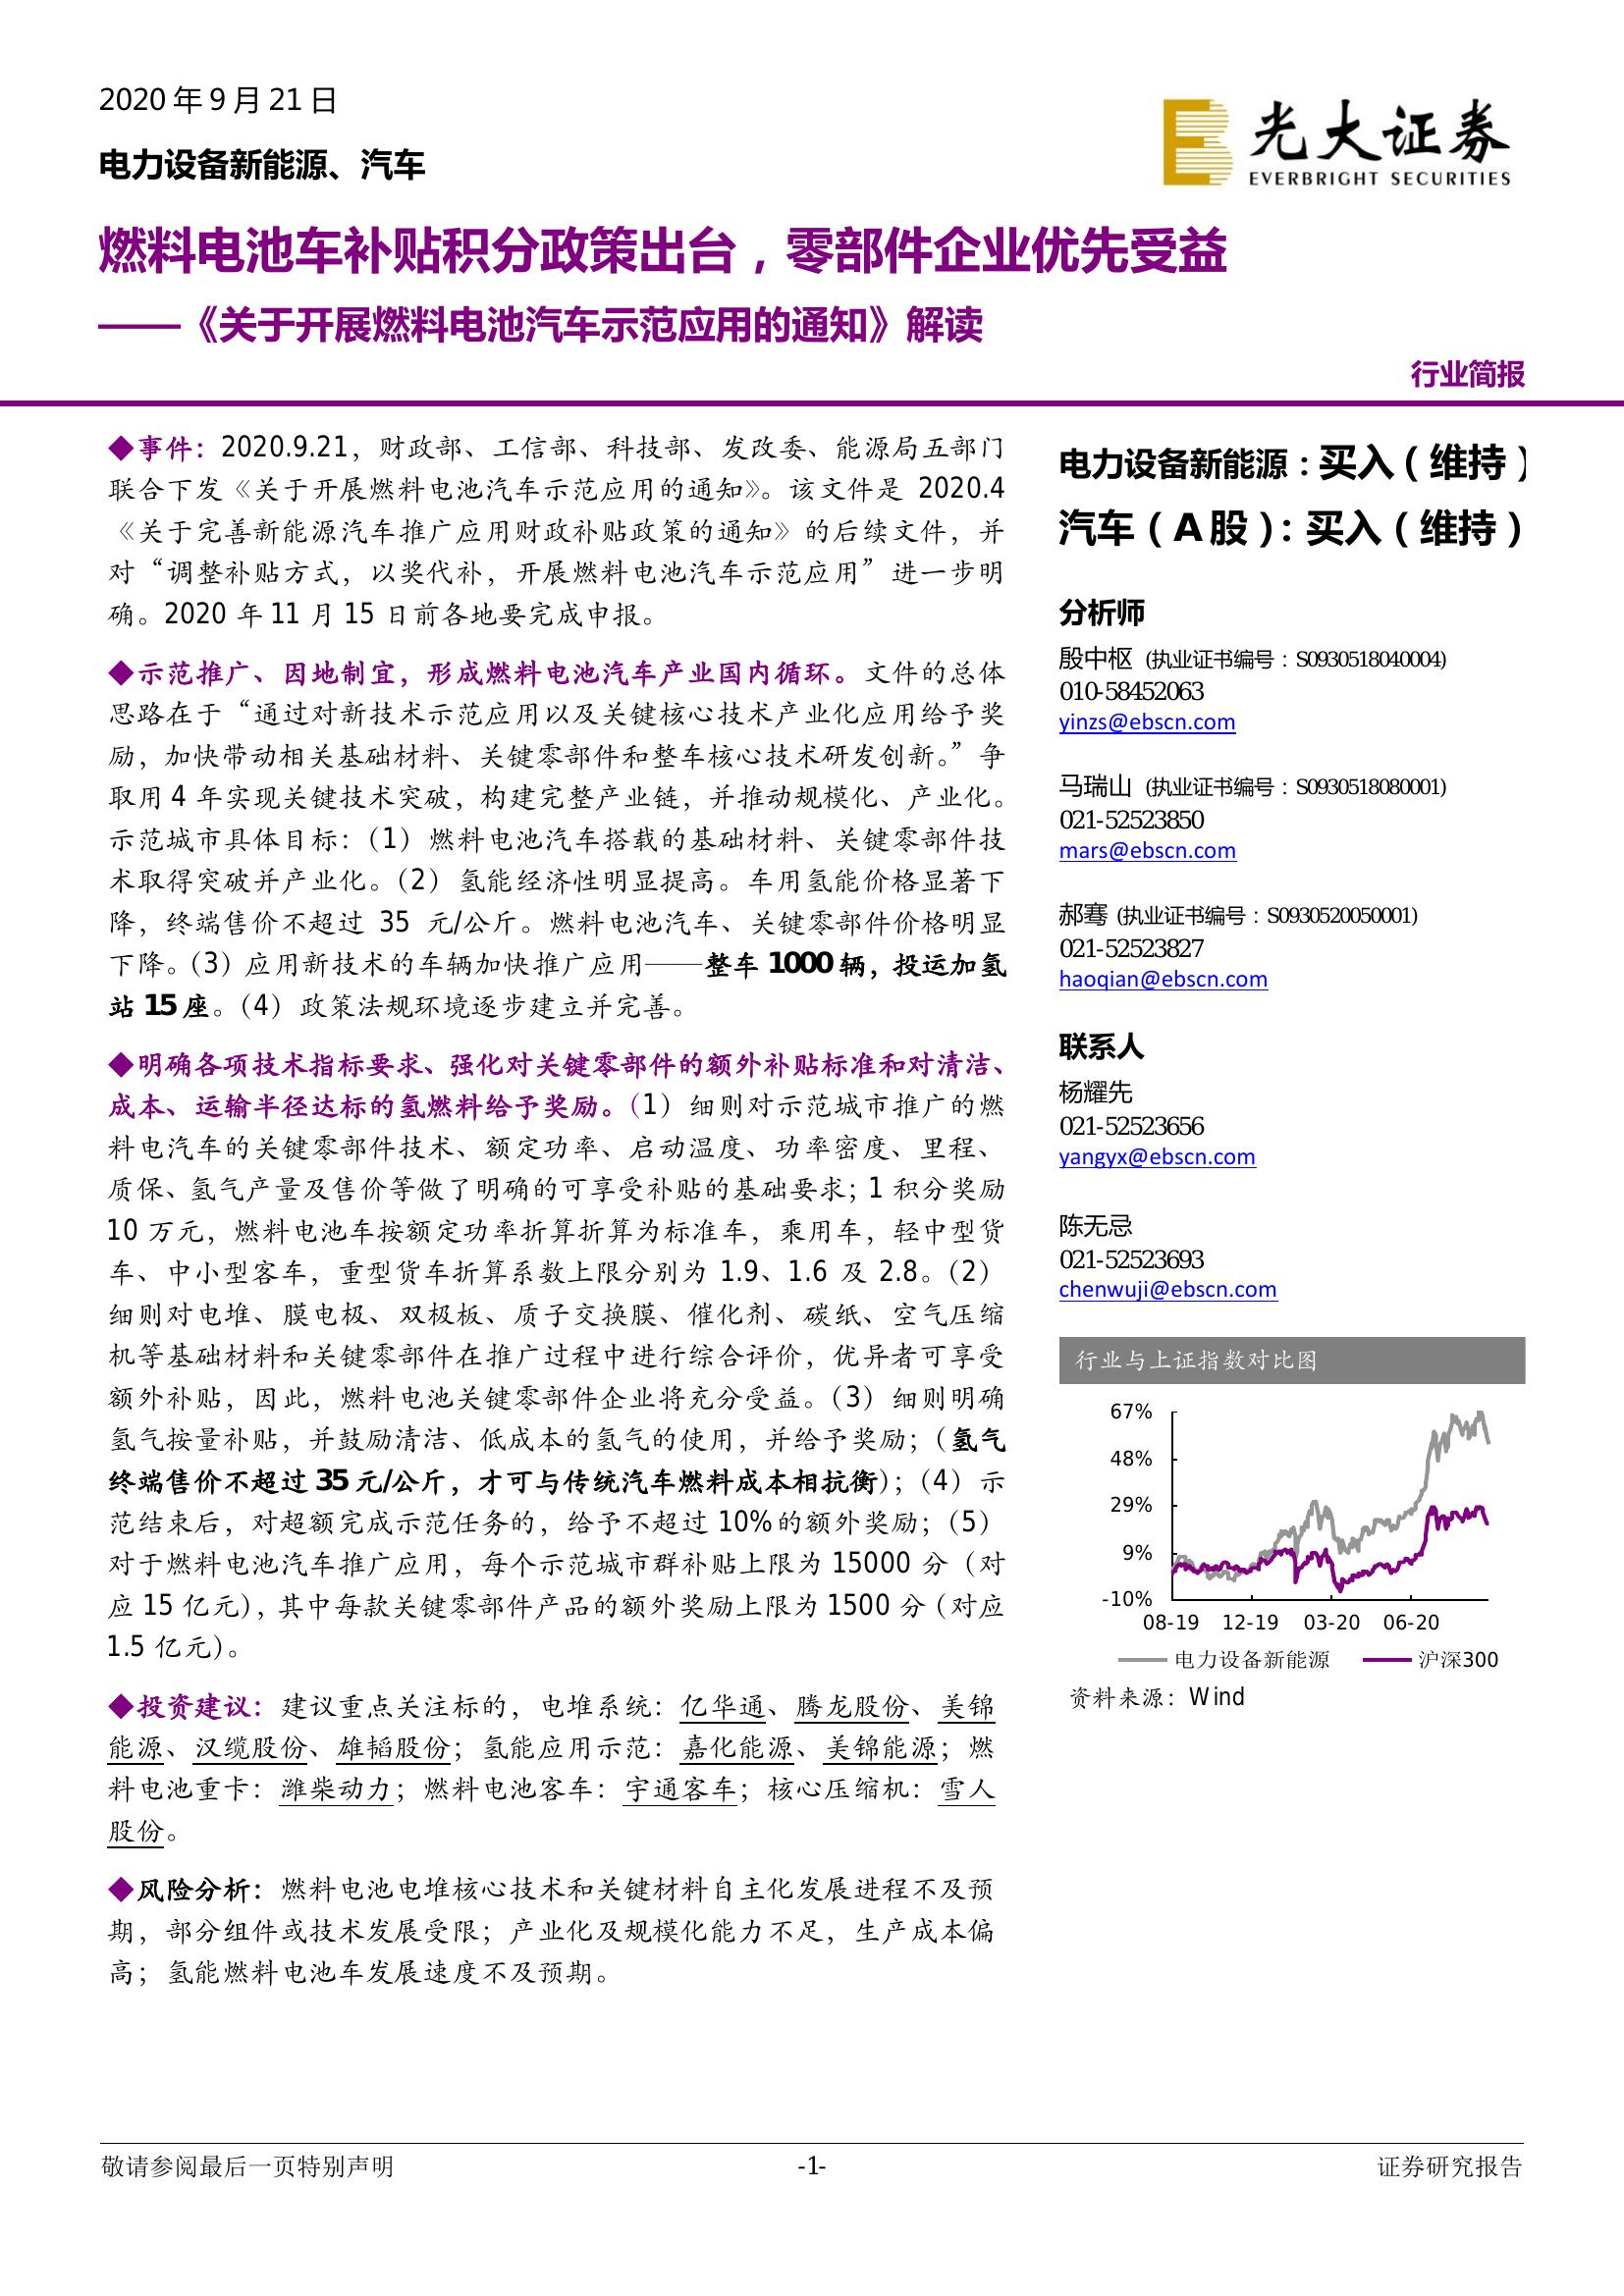 2020 年 9 月 21 日
电力设备新能源、汽车
光大证券
EVERBRIGHT SECURITIES
燃料电池车补贴积分政策出台，零部件企业优先受益
——《关于开展燃料电池汽车示范应用的通知》解读
行业简报
◆事件：2020.9.21，财政部、工信部、科技部、发改委、能源局五部门
联合下发《关于开展燃料电池汽车示范应用的通知》。该文件是 2020.4
《关于完善新能源汽车推广应用财政补贴政策的通知》的后续文件，并
对“调整补贴方式，以奖代补，开展燃料电池汽车示范应用”进一步明
确。2020 年 11 月 15 日前各地要完成申报。
◆示范推广、因地制宜，形成燃料电池汽车产业国内循环。文件的总体
思路在于“通过对新技术示范应用以及关键核心技术产业化应用给予奖
励，加快带动相关基础材料、关键零部件和整车核心技术研发创新。”争
取用 4 年实现关键技术突破，构建完整产业链，并推动规模化、产业化。
示范城市具体目标：（1）燃料电池汽车搭载的基础材料、关键零部件技
术取得突破并产业化。（2）氢能经济性明显提高。车用氢能价格显著下
降，终端售价不超过 35 元/公斤。燃料电池汽车、关键零部件价格明显
下降。（3）应用新技术的车辆加快推广应用——整车 1000 辆，投运加氢
站 15 座。（4）政策法规环境逐步建立并完善。
◆明确各项技术指标要求、强化对关键零部件的额外补贴标准和对清洁、
成本、运输半径达标的氢燃料给予奖励。（1）细则对示范城市推广的燃
料电汽车的关键零部件技术、额定功率、启动温度、功率密度、里程、
质保、氢气产量及售价等做了明确的可享受补贴的基础要求；1 积分奖励
10 万元，燃料电池车按额定功率折算折算为标准车，乘用车，轻中型货
车、中小型客车，重型货车折算系数上限分别为 1.9、1.6 及 2.8。（2）
细则对电堆、膜电极、双极板、质子交换膜、催化剂、碳纸、空气压缩
机等基础材料和关键零部件在推广过程中进行综合评价，优异者可享受
额外补贴，因此，燃料电池关键零部件企业将充分受益。（3）细则明确
氢气按量补贴，并鼓励清洁、低成本的氢气的使用，并给予奖励；（氢气
终端售价不超过 35 元/公斤，才可与传统汽车燃料成本相抗衡）；（4）示
范结束后，对超额完成示范任务的，给予不超过 10%的额外奖励；（5）
对于燃料电池汽车推广应用，每个示范城市群补贴上限为 15000 分（对
应 15 亿元），其中每款关键零部件产品的额外奖励上限为 1500 分（对应
1.5 亿元）。
◆投资建议：建议重点关注标的，电堆系统：亿华通、腾龙股份、美锦
能源、汉缆股份、雄韬股份；氢能应用示范：嘉化能源、美锦能源；燃
料电池重卡：潍柴动力；燃料电池客车：宇通客车；核心压缩机：雪人
股份。
◆风险分析：燃料电池电堆核心技术和关键材料自主化发展进程不及预
期，部分组件或技术发展受限；产业化及规模化能力不足，生产成本偏
高；氢能燃料电池车发展速度不及预期。
电力设备新能源：买入（维持）
汽车（A 股）：买入（维持）
分析师
殷中枢 (执业证书编号：S0930518040004)
010-58452063
yinzs@ebscn.com
马瑞山 (执业证书编号：S0930518080001)
021-52523850
mars@ebscn.com
郝骞 (执业证书编号：S0930520050001)
021-52523827
haoqian@ebscn.com
联系人
杨耀先
021-52523656
yangyx@ebscn.com
陈无忌
021-52523693
chenwuji@ebscn.com
行业与上证指数对比图
67%
48%
29%
9%
-10%
08-19 12-19 03-20 06-20
电力设备新能源 沪深300
资料来源：Wind
敬请参阅最后一页特别声明 -1- 证券研究报告